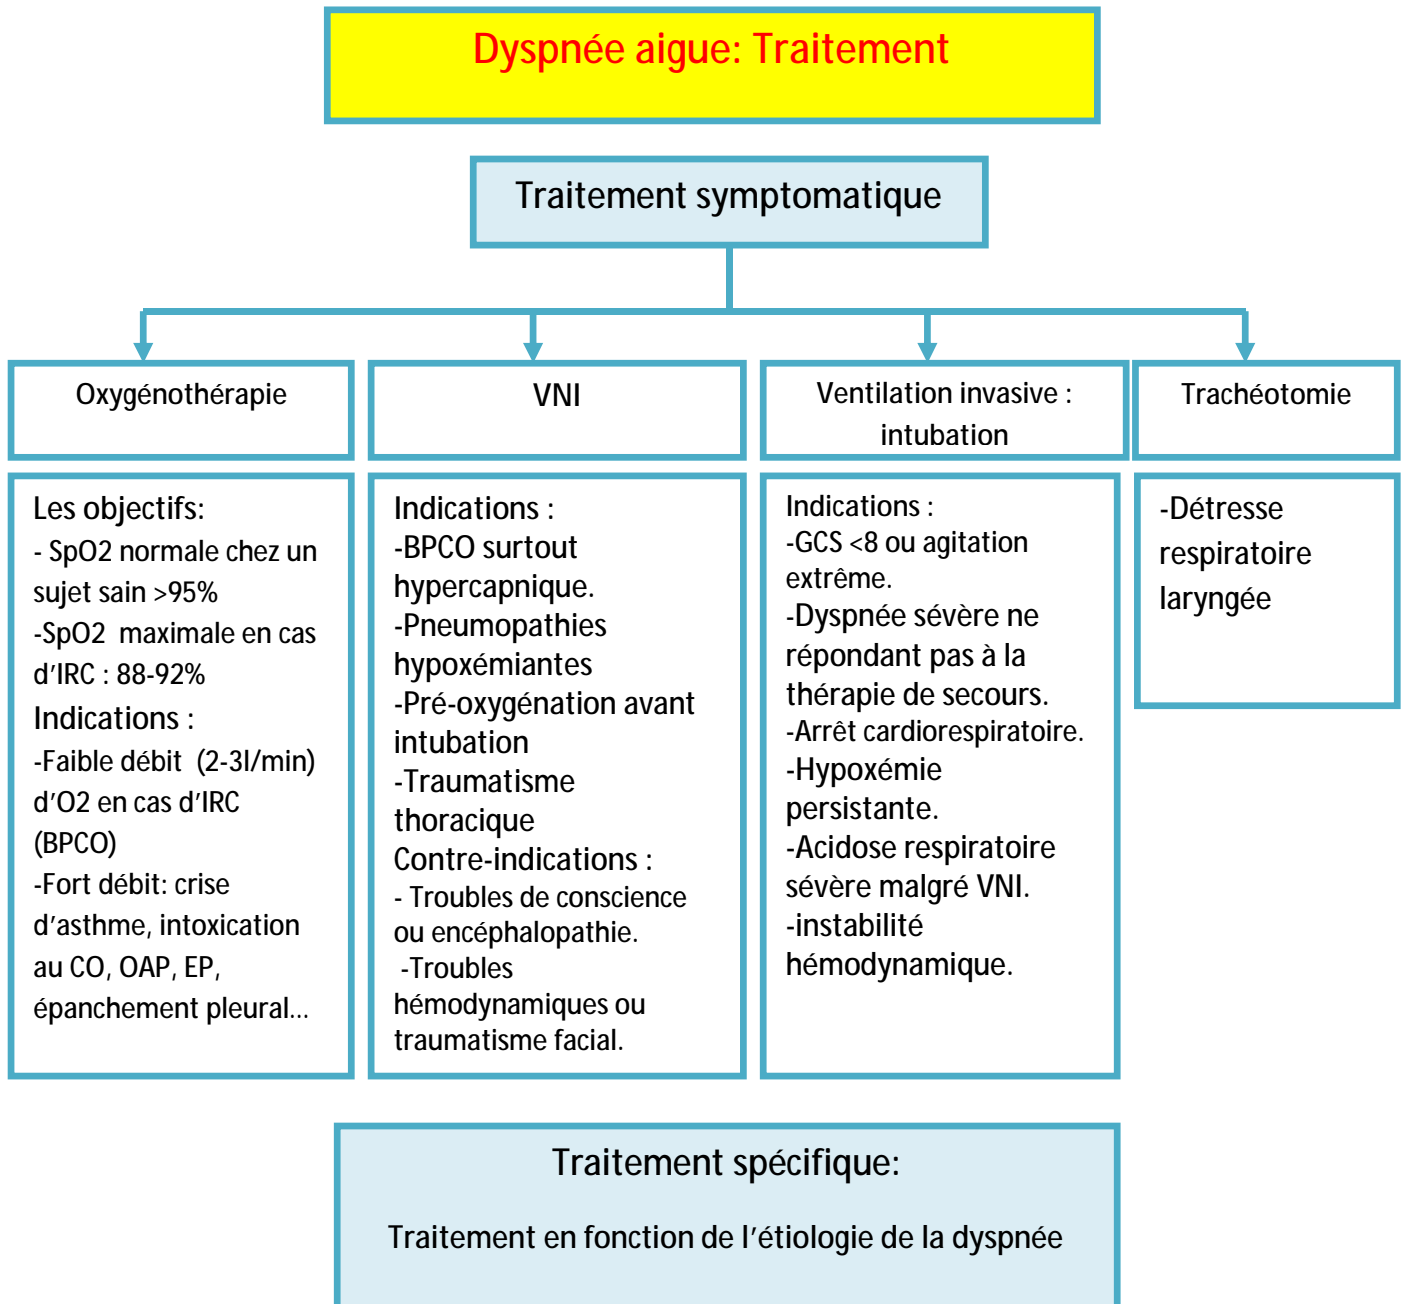 Dyspnée aigue: Traitement
Traitement symptomatique
Oxygénothérapie
VNI
Ventilation invasive :
intubation
Trachéotomie
Les objectifs:
- SpO2 normale chez un
sujet sain >95%
-SpO2 maximale en cas
d’IRC : 88-92%
Indications :
-Faible débit (2-3l/min)
d’O2 en cas d’IRC
(BPCO)
-Fort débit: crise
d’asthme, intoxication
au CO, OAP, EP,
épanchement pleural...
Indications :
-BPCO surtout
hypercapnique.
-Pneumopathies
hypoxémiantes
-Pré-oxygénation avant
intubation
-Traumatisme
thoracique
Contre-indications :
- Troubles de conscience
ou encéphalopathie.
-Troubles
hémodynamiques ou
traumatisme facial.
Indications :
-GCS <8 ou agitation
extrême.
-Dyspnée sévère ne
répondant pas à la
thérapie de secours.
-Arrêt cardiorespiratoire.
-Hypoxémie
persistante.
-Acidose respiratoire
sévère malgré VNI.
-instabilité
hémodynamique.
-Détresse
respiratoire
laryngée
Traitement spécifique:
Traitement en fonction de l’étiologie de la dyspnée